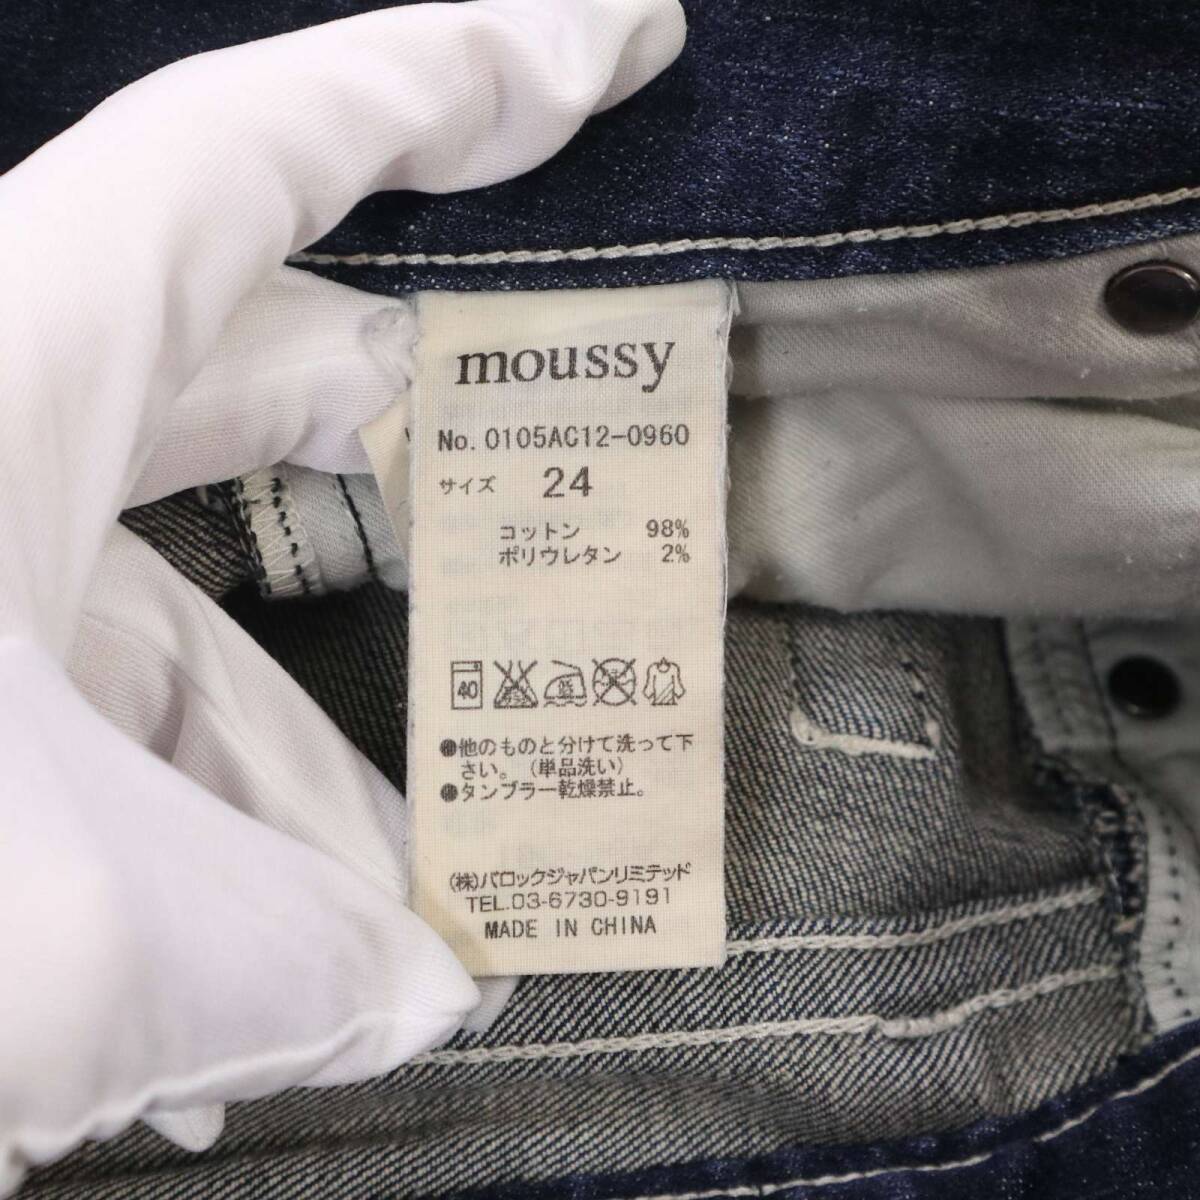 moussy
No. 0105AC12-0960
サイズ 24
コットン 98%
ポリウレタン 2%
40
●他のものと分けて洗って下
さい。(単品洗い)
●タンブラー乾燥禁止。
(株)バロックジャパンリミテッド
TEL.03-6730-9191
MADE IN CHINA